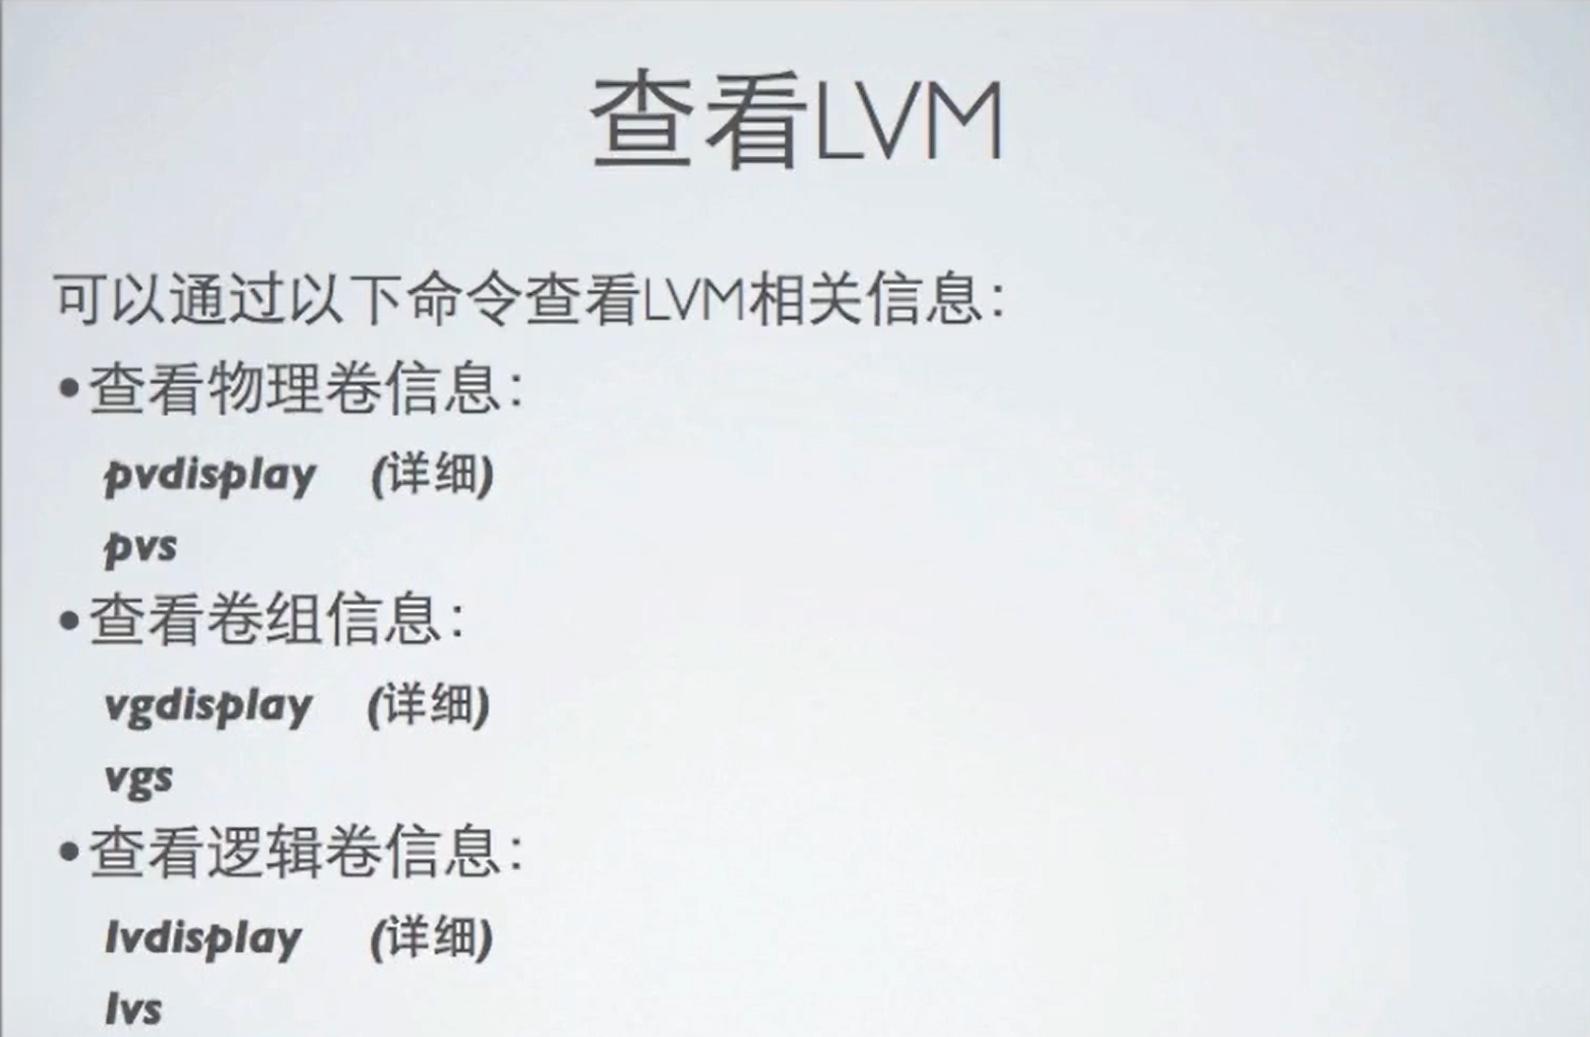 查看LVM
可以通过以下命令查看LVM相关信息：
•查看物理卷信息：
pvdisplay (详细)
pvs
•查看卷组信息：
vgdisplay (详细)
vgs
•查看逻辑卷信息：
lvdisplay (详细)
lvs